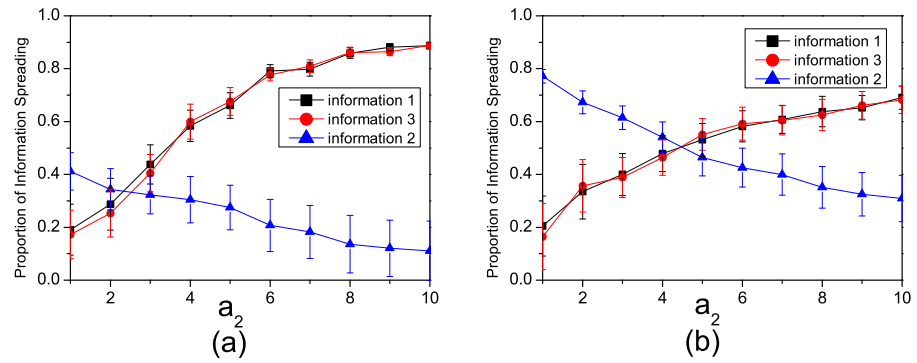 Proportion of Information Spreading
1.0
0.8
0.6
0.4
0.2
0.0
information 1
information 3
information 2
2 4 6 8 10
a2
(a)
Proportion of Information Spreading
1.0
0.8
0.6
0.4
0.2
0.0
information 1
information 3
information 2
2 4 6 8 10
a2
(b)